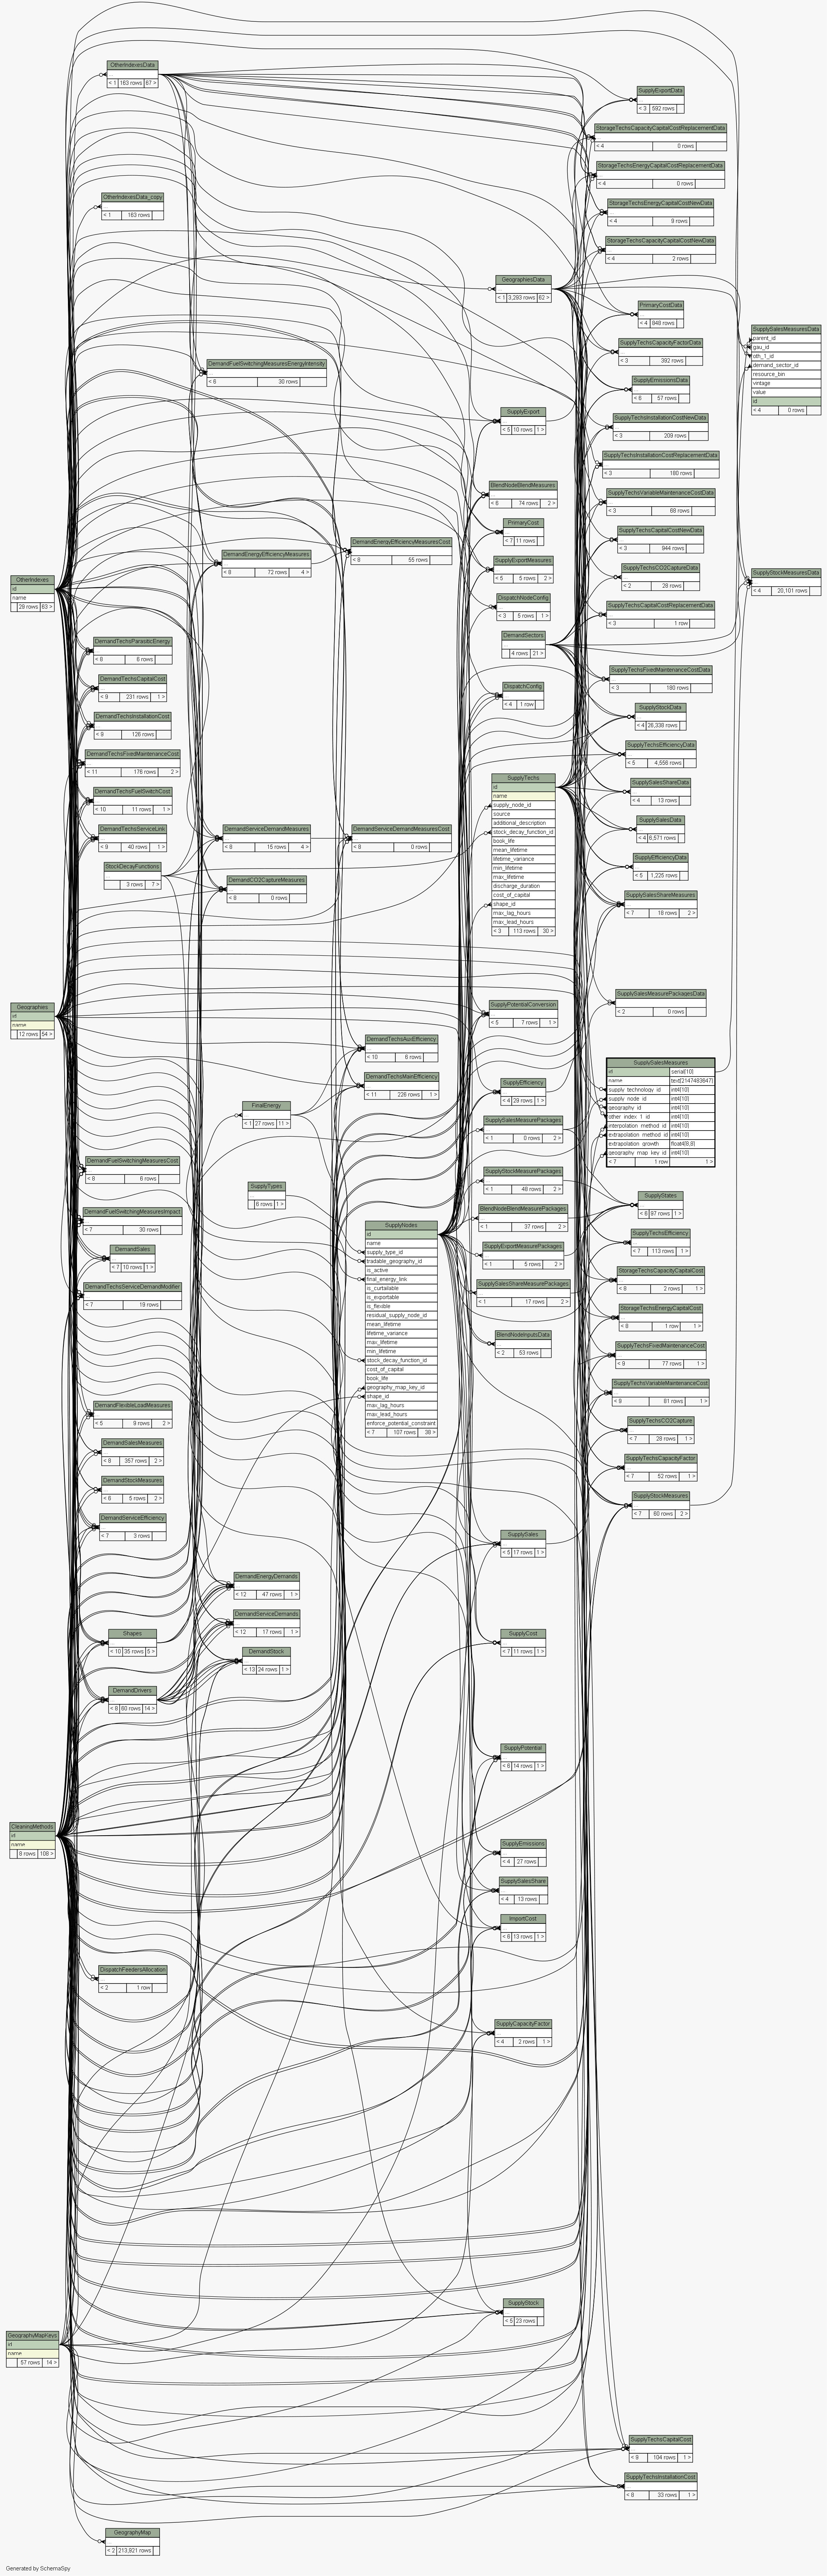 OtherIndexesData
...
< 1 163 rows 67 >
SupplyExportData
...
< 3 592 rows
StorageTechsCapacityCapitalCostReplacementData
...
< 4 0 rows
StorageTechsEnergyCapitalCostReplacementData
...
< 4 0 rows
OtherIndexesData_copy
...
< 1 163 rows
StorageTechsEnergyCapitalCostNewData
...
< 4 9 rows
StorageTechsCapacityCapitalCostNewData
...
< 4 2 rows
GeographiesData
...
< 1 3,283 rows 62 >
PrimaryCostData
...
< 4 848 rows
SupplySalesMeasuresData
parent_id
gau_id
oth_1_id
demand_sector_id
resource_bin
vintage
value
id
< 4 0 rows
SupplyTechsCapacityFactorData
...
< 3 392 rows
DemandFuelSwitchingMeasuresEnergyIntensity
...
< 6 30 rows
SupplyEmissionsData
...
< 6 57 rows
SupplyExport
...
< 5 10 rows 1 >
SupplyTechsInstallationCostNewData
...
< 3 209 rows
SupplyTechsInstallationCostReplacementData
...
< 3 180 rows
BlendNodeBlendMeasures
...
< 8 74 rows 2 >
SupplyTechsVariableMaintenanceCostData
...
< 3 68 rows
PrimaryCost
...
< 7 11 rows
SupplyTechsCapitalCostNewData
...
< 3 944 rows
DemandEnergyEfficiencyMeasuresCost
...
< 8 55 rows
DemandEnergyEfficiencyMeasures
...
< 8 72 rows 4 >
SupplyExportMeasures
...
< 5 5 rows 2 >
SupplyTechsCO2CaptureData
...
< 2 28 rows
SupplyStockMeasuresData
...
< 4 20,101 rows
OtherIndexes
id
name
28 rows 63 >
DispatchNodeConfig
...
< 3 5 rows 1 >
SupplyTechsCapitalCostReplacementData
...
< 3 1 row
DemandSectors
...
4 rows 21 >
DemandTechsParasiticEnergy
...
< 8 8 rows
SupplyTechsFixedMaintenanceCostData
...
< 3 180 rows
DemandTechsCapitalCost
...
< 9 231 rows 1 >
DispatchConfig
...
< 4 1 row
SupplyStockData
...
< 4 26,338 rows
DemandTechsInstallationCost
...
< 9 126 rows
SupplyTechsEfficiencyData
...
< 5 4,556 rows
DemandTechsFixedMaintenanceCost
...
< 11 176 rows 2 >
SupplyTechs
id
name
supply_node_id
source
additional_description
stock_decay_function_id
book_life
mean_lifetime
lifetime_variance
min_lifetime
max_lifetime
discharge_duration
cost_of_capital
shape_id
max_lag_hours
max_lead_hours
< 3 113 rows 30 >
SupplySalesShareData
...
< 4 13 rows
DemandTechsFuelSwitchCost
...
< 10 11 rows 1 >
SupplySalesData
...
< 4 6,571 rows
DemandTechsServiceLink
...
< 9 40 rows 1 >
DemandServiceDemandMeasures
...
< 8 15 rows 4 >
DemandServiceDemandMeasuresCost
...
< 8 0 rows
SupplyEfficiencyData
...
< 5 1,225 rows
StockDecayFunctions
...
3 rows 7 >
DemandCO2CaptureMeasures
...
< 8 0 rows
SupplySalesShareMeasures
...
< 7 18 rows 2 >
Geographies
id
name
12 rows 54 >
SupplyPotentialConversion
...
< 5 7 rows 1 >
SupplySalesMeasurePackagesData
...
< 2 0 rows
DemandTechsAuxEfficiency
...
< 10 6 rows
SupplySalesMeasures
id serial[10]
name text[2147483647]
supply_technology_id int4[10]
supply_node_id int4[10]
geography_id int4[10]
other_index_1_id int4[10]
interpolation_method_id int4[10]
extrapolation_method_id int4[10]
extrapolation_growth float4[8,8]
geography_map_key_id int4[10]
< 7 1 row 1 >
DemandTechsMainEfficiency
...
< 11 226 rows 1 >
SupplyEfficiency
...
< 4 29 rows 1 >
FinalEnergy
...
< 1 27 rows 11 >
SupplySalesMeasurePackages
...
< 1 0 rows 2 >
DemandFuelSwitchingMeasuresCost
...
< 8 6 rows
SupplyTypes
...
6 rows 1 >
SupplyStockMeasurePackages
...
< 1 48 rows 2 >
SupplyStates
...
< 6 97 rows 1 >
DemandFuelSwitchingMeasuresImpact
...
< 7 30 rows
BlendNodeBlendMeasurePackages
...
< 1 37 rows 2 >
SupplyNodes
id
name
supply_type_id
tradable_geography_id
is_active
final_energy_link
is_curtailable
is_exportable
is_flexible
residual_supply_node_id
mean_lifetime
lifetime_variance
max_lifetime
min_lifetime
stock_decay_function_id
cost_of_capital
book_life
geography_map_key_id
shape_id
max_lag_hours
max_lead_hours
enforce_potential_constraint
< 7 107 rows 38 >
SupplyTechsEfficiency
...
< 7 113 rows 1 >
DemandSales
...
< 7 10 rows 1 >
SupplyExportMeasurePackages
...
< 1 5 rows 2 >
StorageTechsCapacityCapitalCost
...
< 8 2 rows 1 >
DemandTechsServiceDemandModifier
...
< 7 19 rows
SupplySalesShareMeasurePackages
...
< 1 17 rows 2 >
StorageTechsEnergyCapitalCost
...
< 8 1 row 1 >
BlendNodeInputsData
...
< 2 53 rows
SupplyTechsFixedMaintenanceCost
...
< 9 77 rows 1 >
SupplyTechsVariableMaintenanceCost
...
< 9 81 rows 1 >
DemandFlexibleLoadMeasures
...
< 5 9 rows 2 >
SupplyTechsCO2Capture
...
< 7 28 rows 1 >
DemandSalesMeasures
...
< 8 357 rows 2 >
SupplyTechsCapacityFactor
...
< 7 52 rows 1 >
DemandStockMeasures
...
< 6 5 rows 2 >
SupplyStockMeasures
...
< 7 60 rows 2 >
DemandServiceEfficiency
...
< 7 3 rows
SupplySales
...
< 5 17 rows 1 >
DemandEnergyDemands
...
< 12 47 rows 1 >
DemandServiceDemands
...
< 12 17 rows 1 >
Shapes
...
< 10 35 rows 5 >
SupplyCost
...
< 7 11 rows 1 >
DemandStock
...
< 13 24 rows 1 >
DemandDrivers
...
< 8 60 rows 14 >
SupplyPotential
...
< 6 14 rows 1 >
CleaningMethods
id
name
8 rows 108 >
SupplyEmissions
...
< 4 27 rows
SupplySalesShare
...
< 4 13 rows
ImportCost
...
< 8 13 rows 1 >
DispatchFeedersAllocation
...
< 2 1 row
SupplyCapacityFactor
...
< 4 2 rows 1 >
SupplyStock
...
< 5 23 rows
GeographyMapKeys
id
name
57 rows 14 >
SupplyTechsCapitalCost
...
< 9 104 rows 1 >
SupplyTechsInstallationCost
...
< 8 33 rows 1 >
GeographyMap
...
< 2 213,921 rows
Generated by SchemaSpy